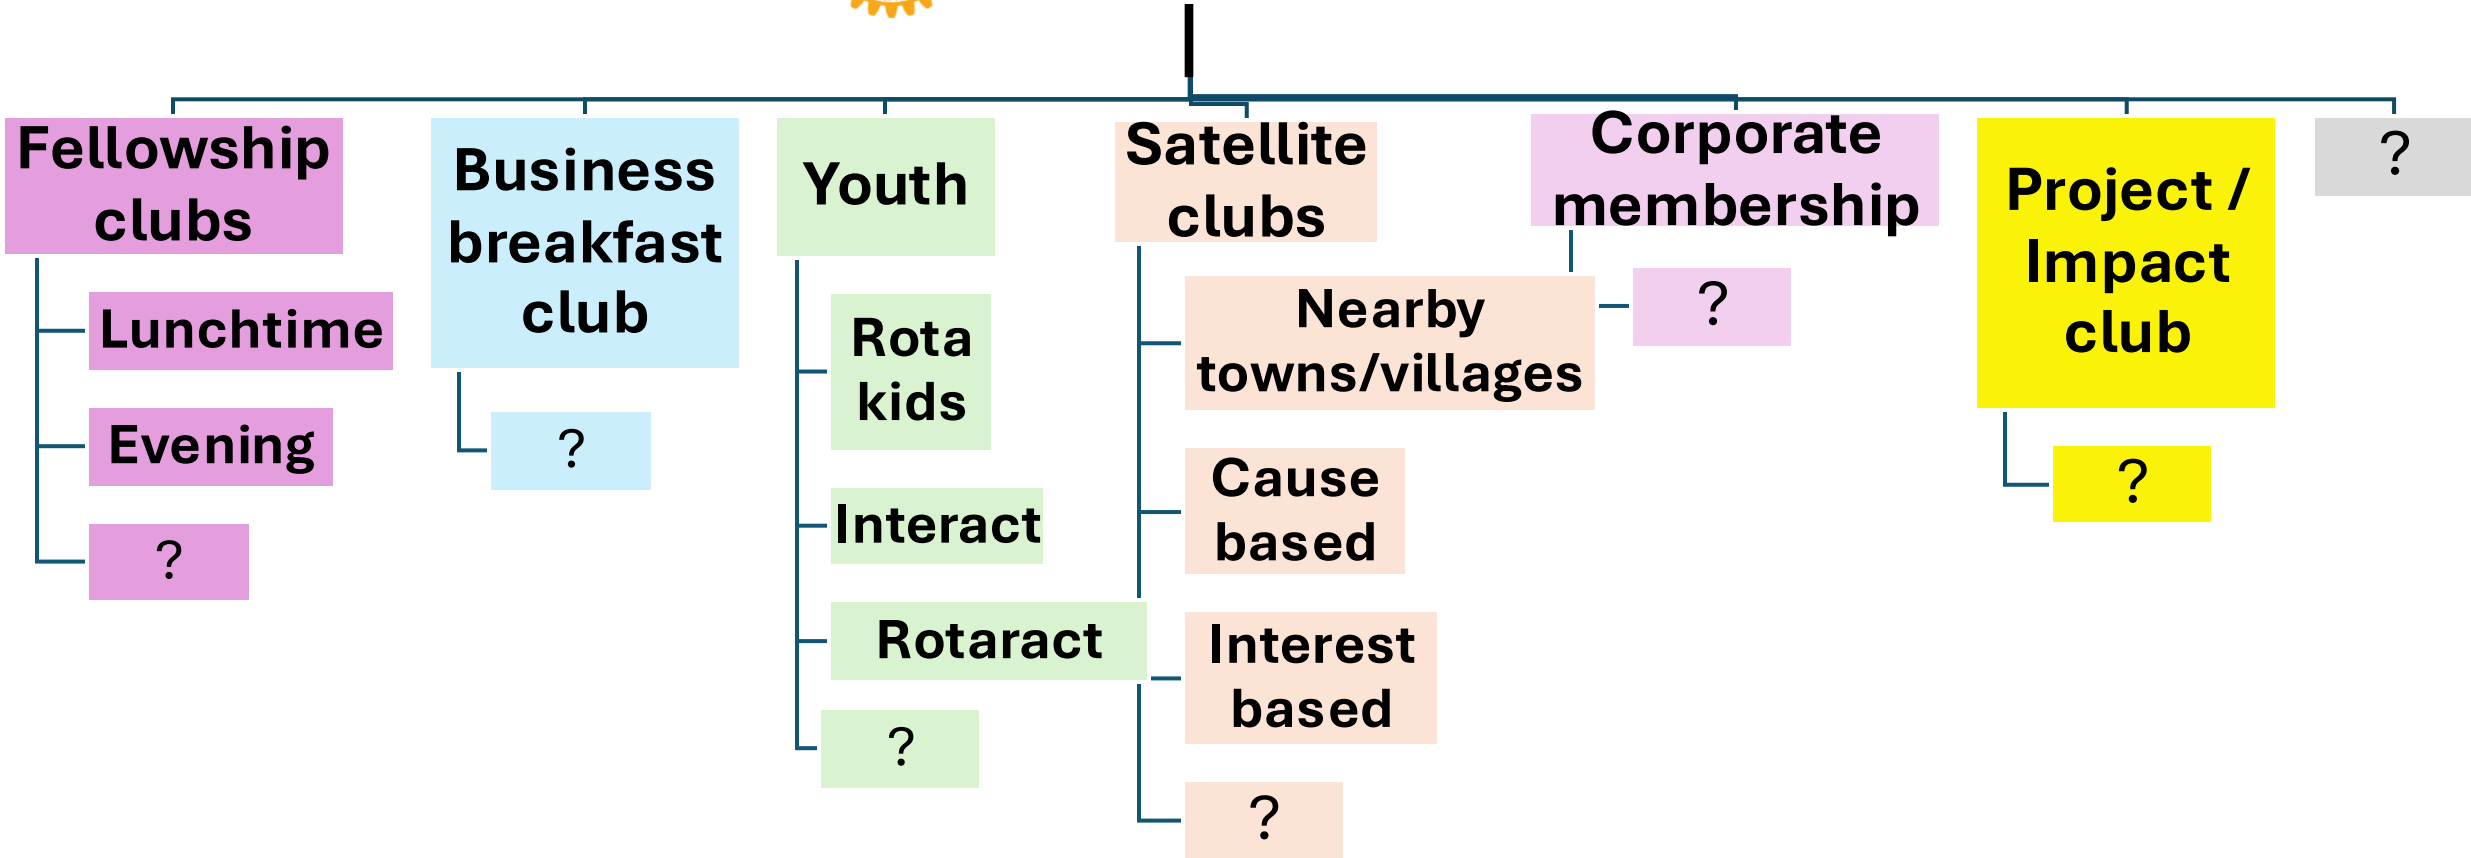 Fellowship
clubs
Lunchtime
Evening
?
Business
breakfast
club
?
Youth
Rota
kids
Interact
Rotaract
?
Satellite
clubs
Nearby
towns/villages
Cause
based
Interest
based
?
Corporate
membership
?
Project /
Impact
club
?
?